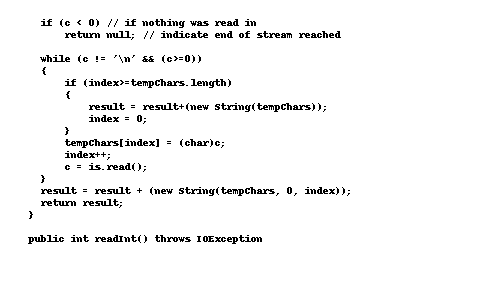 if (c < 0) // if nothing was read in
return null; // indicate end of stream reached
while (c != '\n' && (c>=0))
{
if (index>=tempChars.length)
{
result = result+(new String(tempChars));
index = 0;
}
tempChars[index] = (char)c;
index++;
c = is.read();
}
result = result + (new String(tempChars, 0, index));
return result;
}
public int readInt() throws IOException